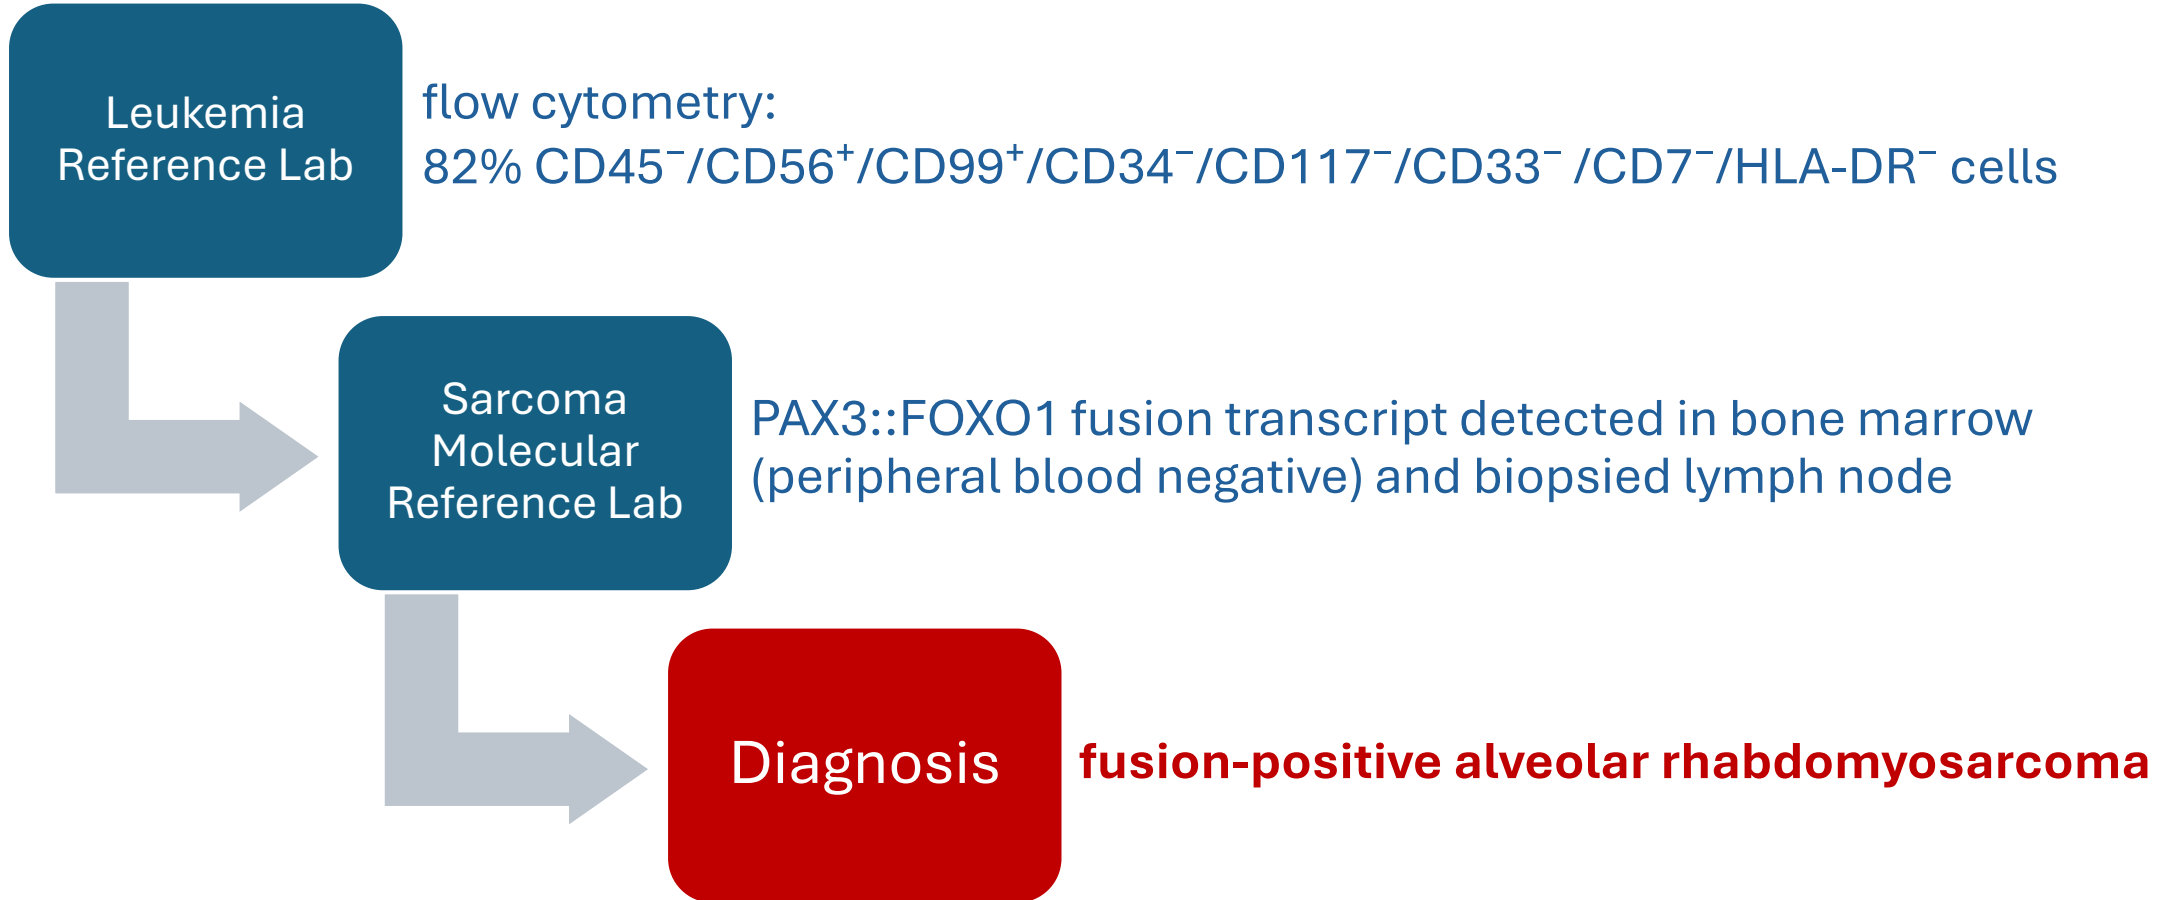 Leukemia
Reference Lab
flow cytometry:
82% CD45⁻/CD56⁺/CD99⁺/CD34⁻/CD117⁻/CD33⁻ /CD7⁻/HLA-DR⁻ cells
Sarcoma
Molecular
Reference Lab
PAX3::FOXO1 fusion transcript detected in bone marrow
(peripheral blood negative) and biopsied lymph node
Diagnosis
fusion-positive alveolar rhabdomyosarcoma